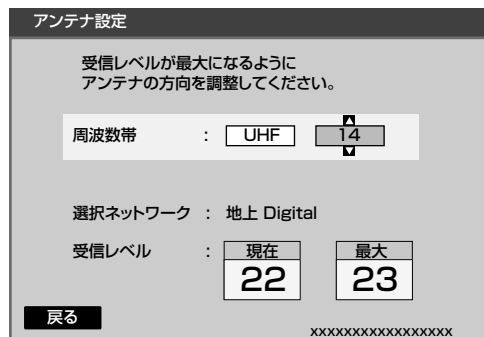 アンテナ設定
受信レベルが最大になるように
アンテナの方向を調整してください。
周波数帯 : UHF 14
選択ネットワーク : 地上 Digital
受信レベル : 現在 最大
22 23
戻る
xxxxxxxxxxxxxxxxx